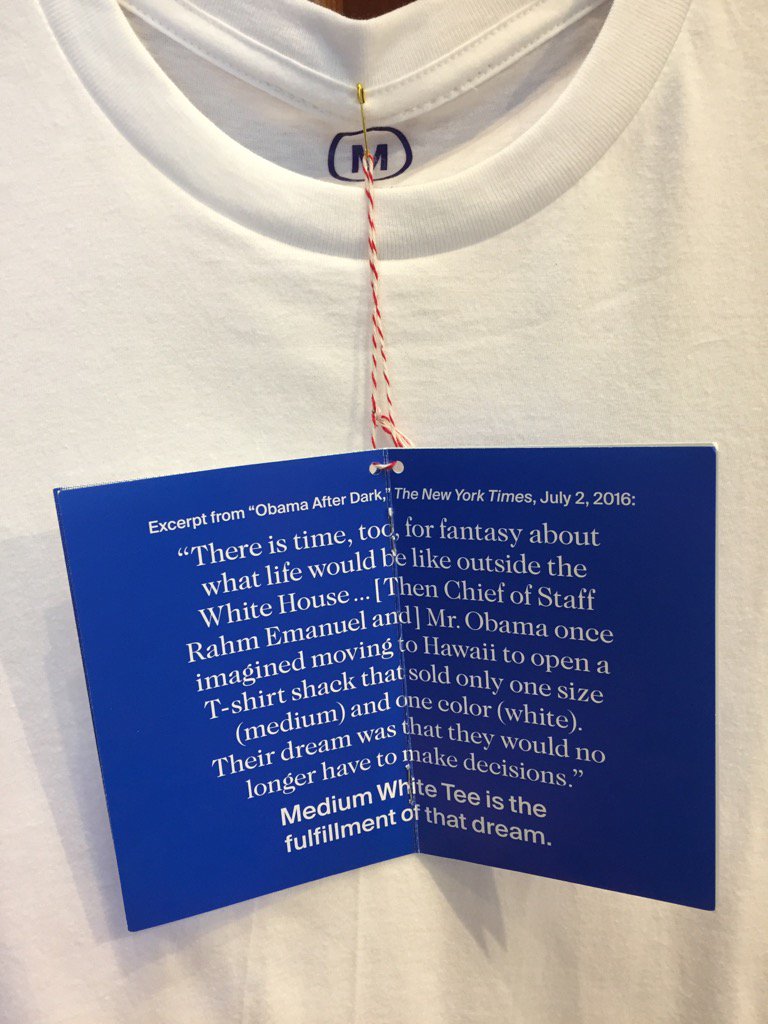 M
Excerpt from “Obama After Dark,” The New York Times, July 2, 2016:
“There is time, too, for fantasy about
what life would be like outside the
White House ... [Then Chief of Staff
Rahm Emanuel and] Mr. Obama once
imagined moving to Hawaii to open a
T-shirt shack that sold only one size
(medium) and one color (white).
Their dream was that they would no
longer have to make decisions.”
Medium White Tee is the
fulfillment of that dream.